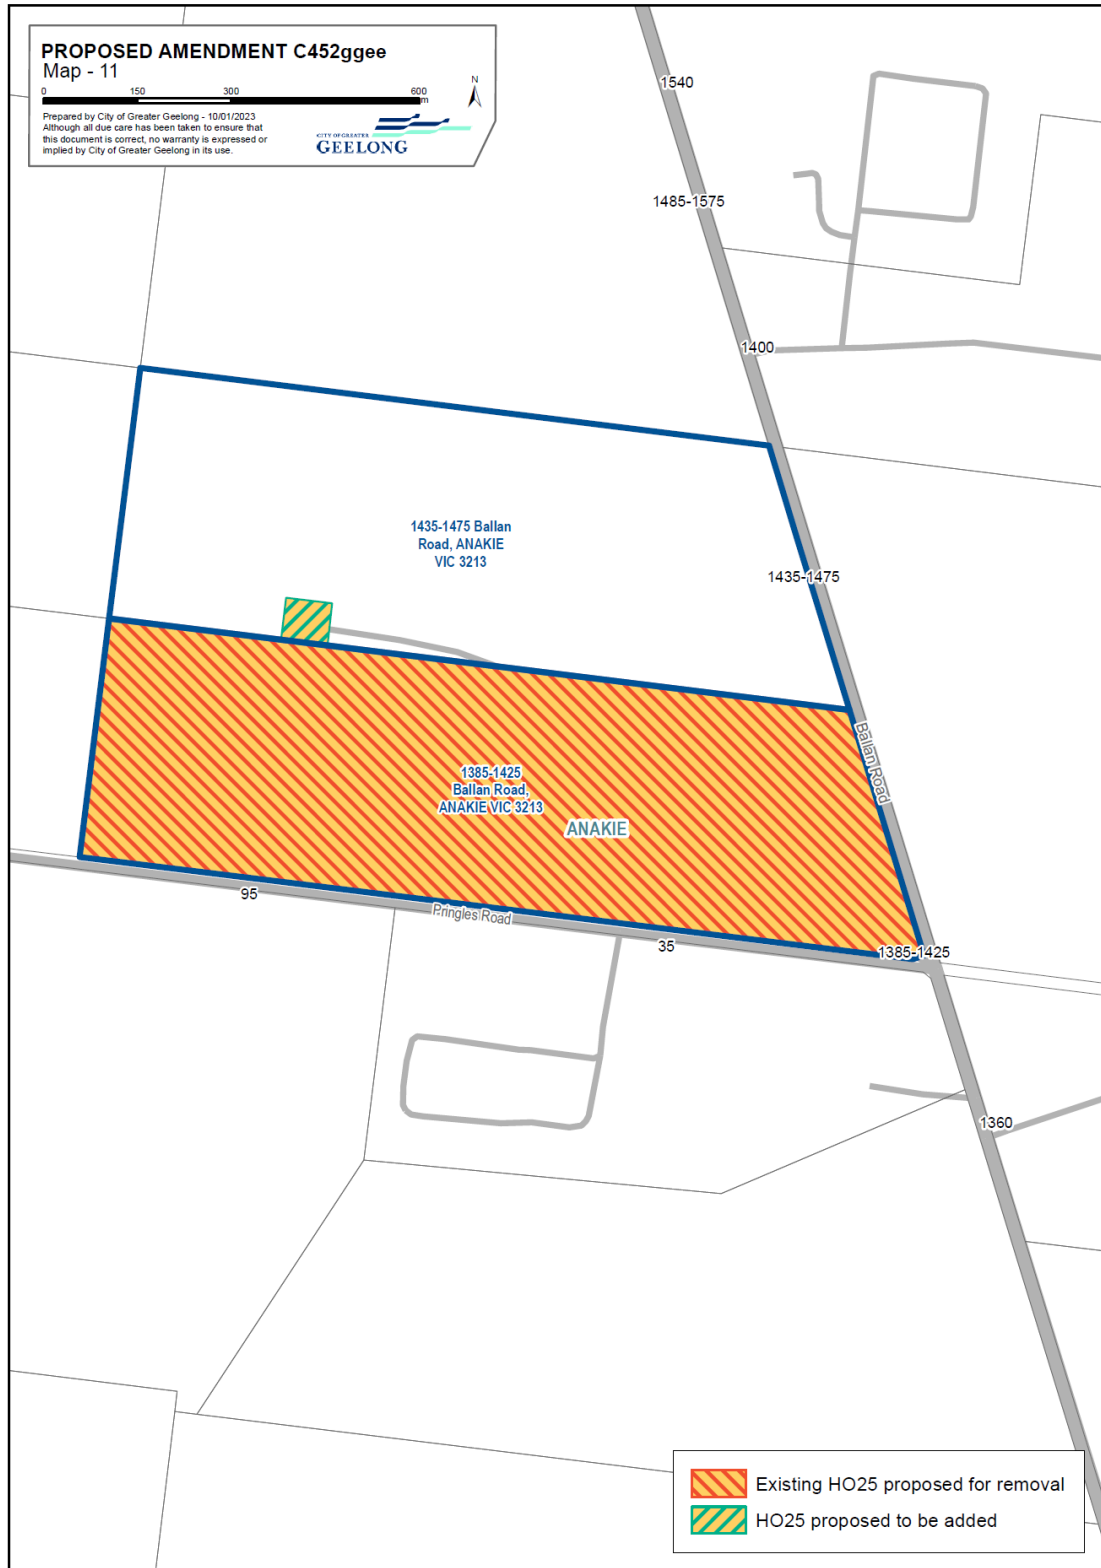 PROPOSED AMENDMENT C452ggee
Map - 11
0 150 300 600
m
N
Prepared by City of Greater Geelong - 10/01/2023
Although all due care has been taken to ensure that
this document is correct, no warranty is expressed or
implied by City of Greater Geelong in its use.
CITY OF GREATER
GEELONG
1540
1485-1575
1400
1435-1475 Ballan
Road, ANAKIE
VIC 3213
1435-1475
Ballan Road
1385-1425
Ballan Road,
ANAKIE VIC 3213
ANAKIE
95
Pringles Road
35
1385-1425
1360
Existing HO25 proposed for removal
HO25 proposed to be added